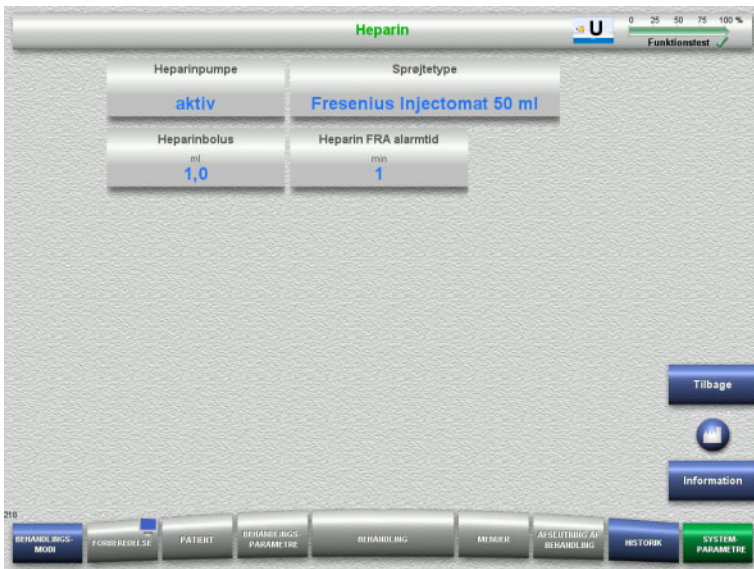 Heparin
U
0 25 50 75 100 %
Funktionstest
Heparinpumpe
aktiv
Sprøjtetype
Fresenius Injectomat 50 ml
Heparinbolus
ml
1,0
Heparin FRA alarmtid
min
1
Tilbage
Information
210
BEHANDLINGS-
MODI
FORBEREDELSE
PATIENT
BEHANDLINGS-
PARAMETRE
BEHANDLING
MENUER
AFSLUTNING AF
BEHANDLING
HISTORIK
SYSTEM-
PARAMETRE